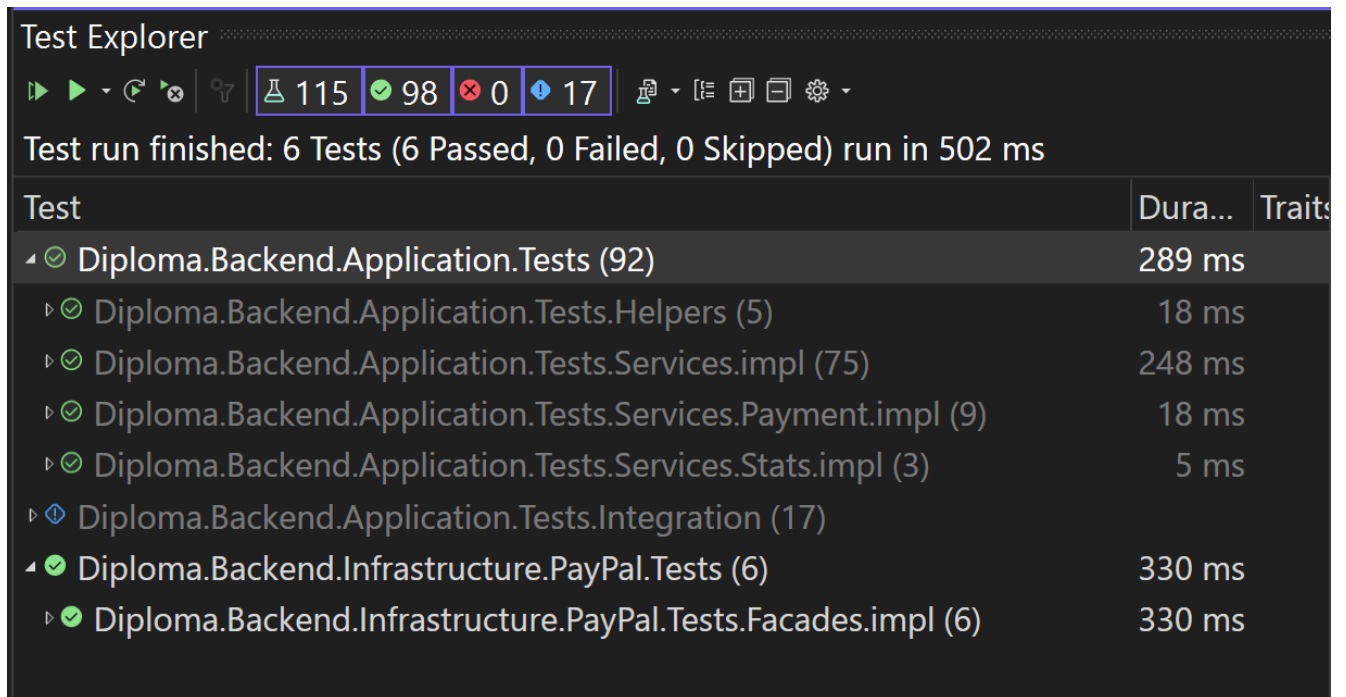 Test Explorer
115 98 0 17
Test run finished: 6 Tests (6 Passed, 0 Failed, 0 Skipped) run in 502 ms
Test Dura... Traits
Diploma.Backend.Application.Tests (92) 289 ms
Diploma.Backend.Application.Tests.Helpers (5) 18 ms
Diploma.Backend.Application.Tests.Services.impl (75) 248 ms
Diploma.Backend.Application.Tests.Services.Payment.impl (9) 18 ms
Diploma.Backend.Application.Tests.Services.Stats.impl (3) 5 ms
Diploma.Backend.Application.Tests.Integration (17)
Diploma.Backend.Infrastructure.PayPal.Tests (6) 330 ms
Diploma.Backend.Infrastructure.PayPal.Tests.Facades.impl (6) 330 ms